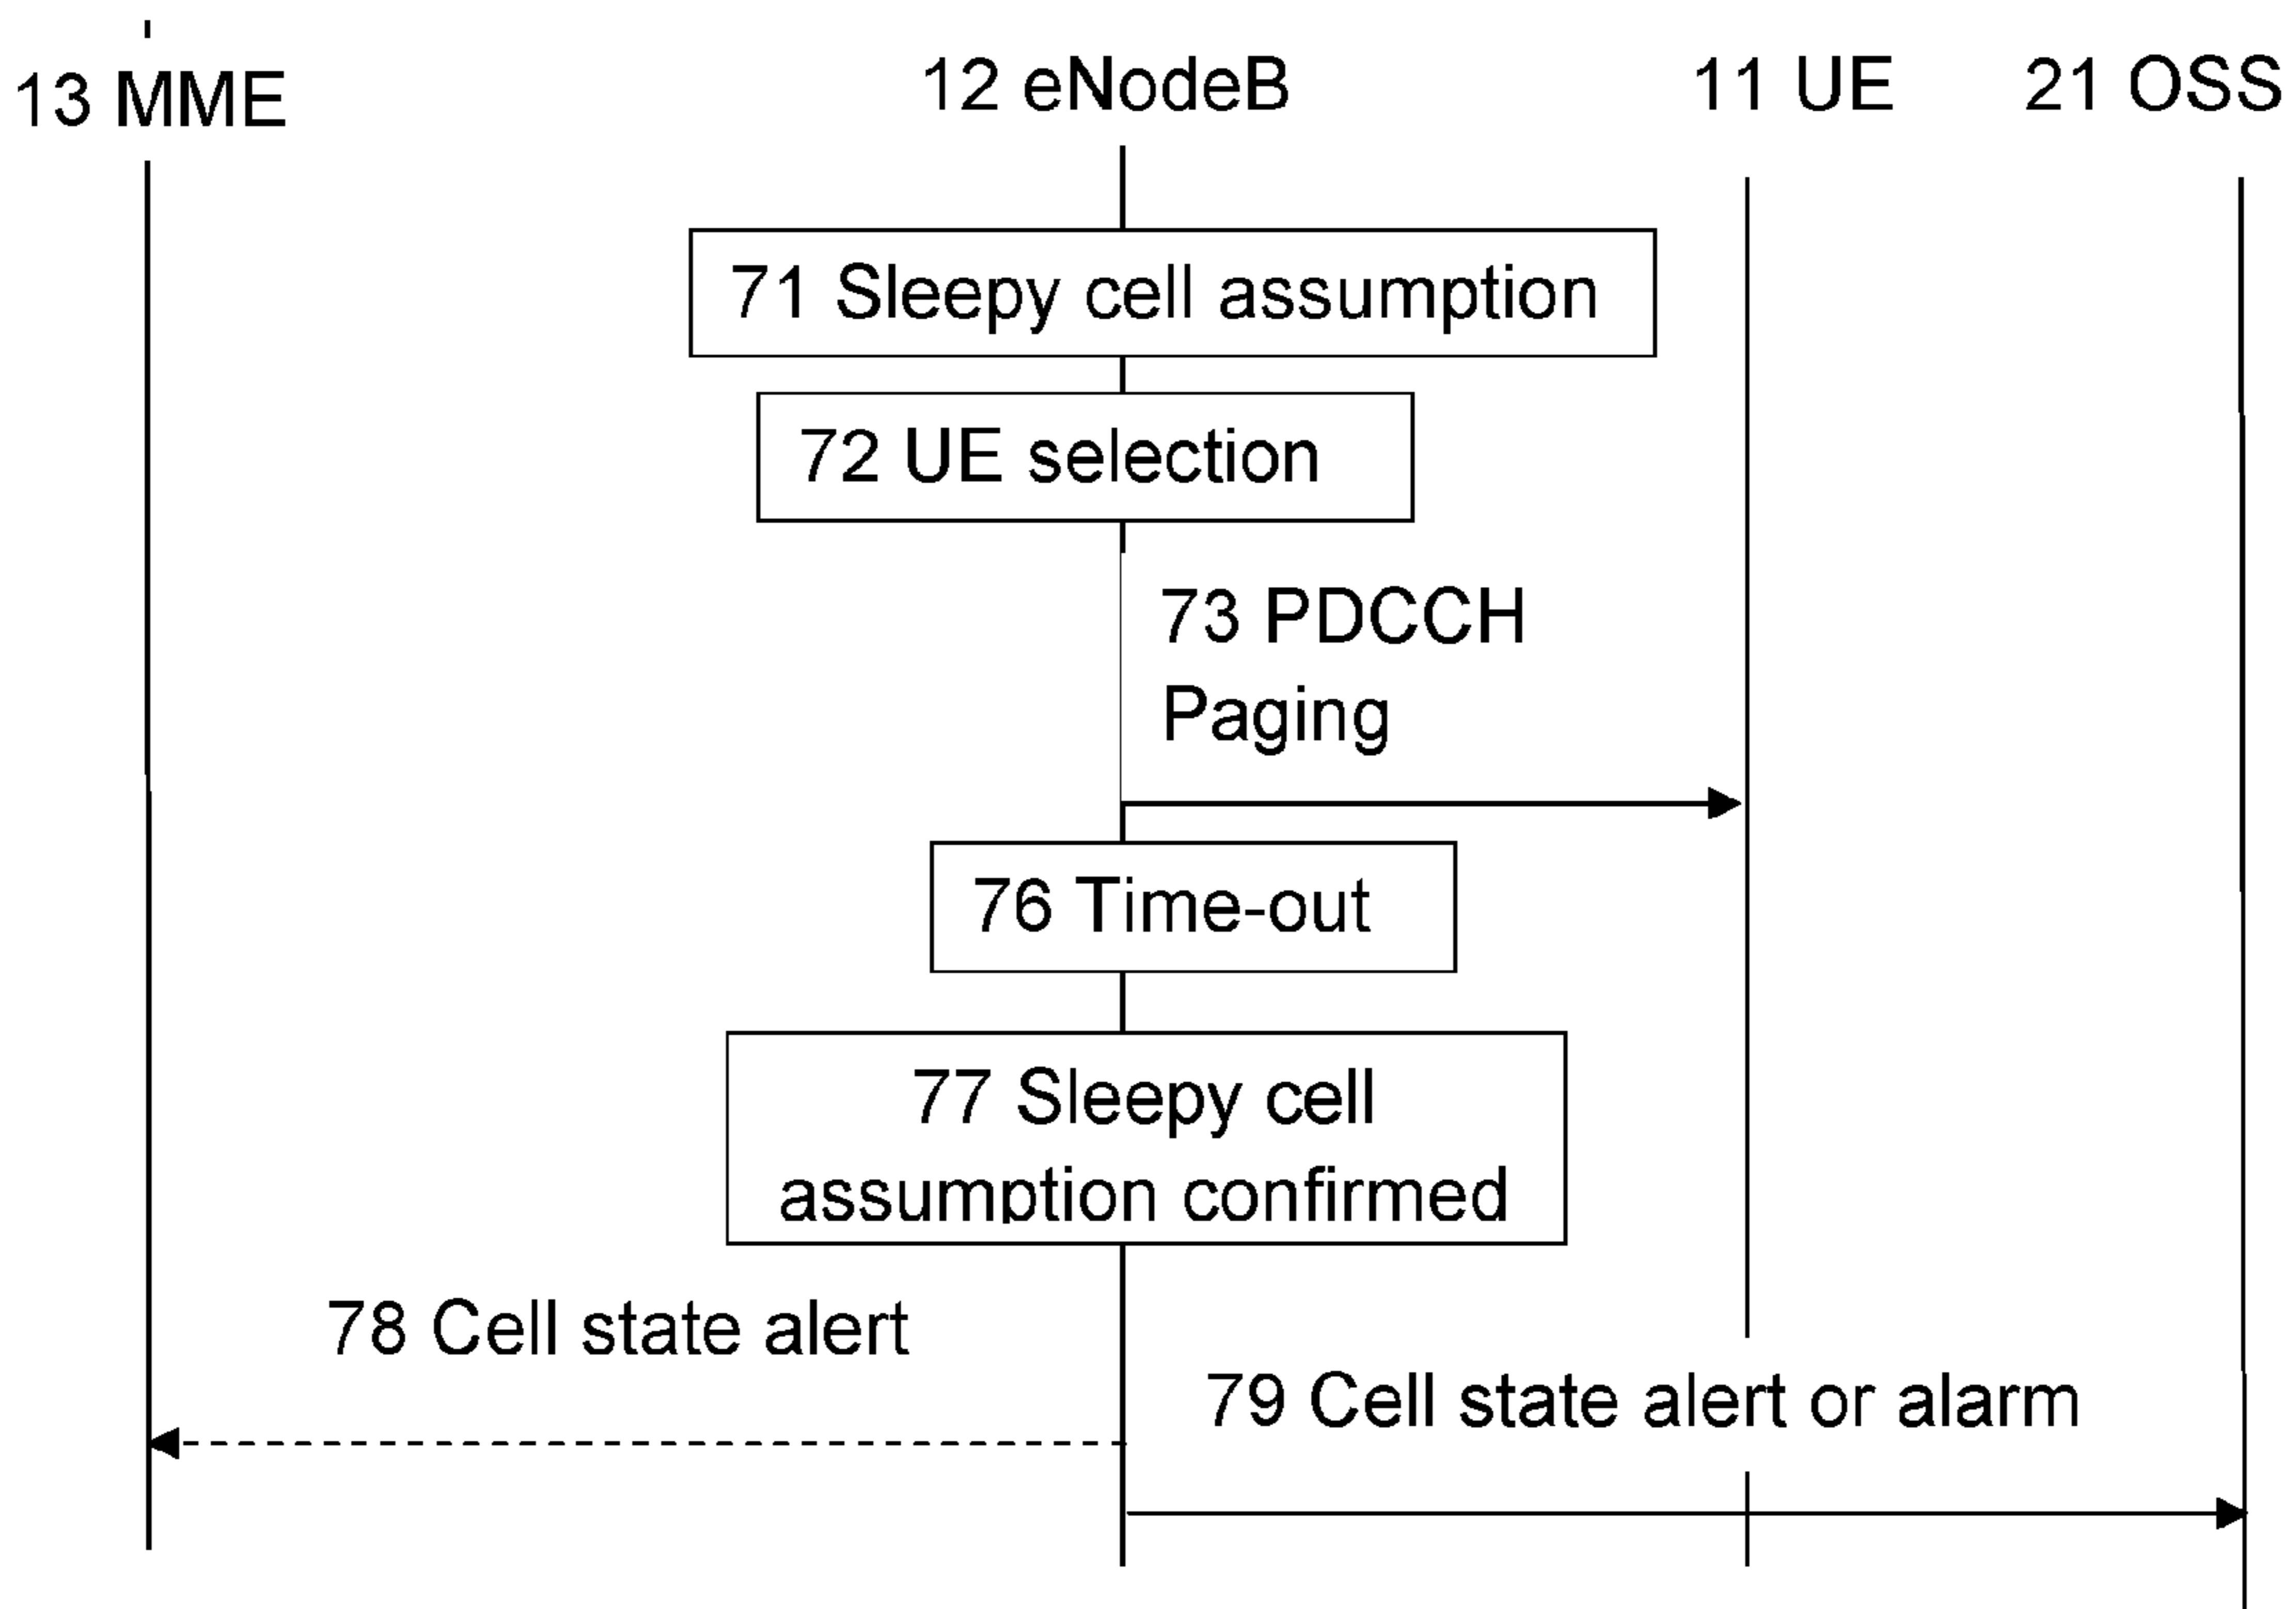 13 MME
12 eNodeB
11 UE
21 OSS
71 Sleepy cell assumption
72 UE selection
73 PDCCH
Paging
76 Time-out
77 Sleepy cell
assumption confirmed
78 Cell state alert
79 Cell state alert or alarm